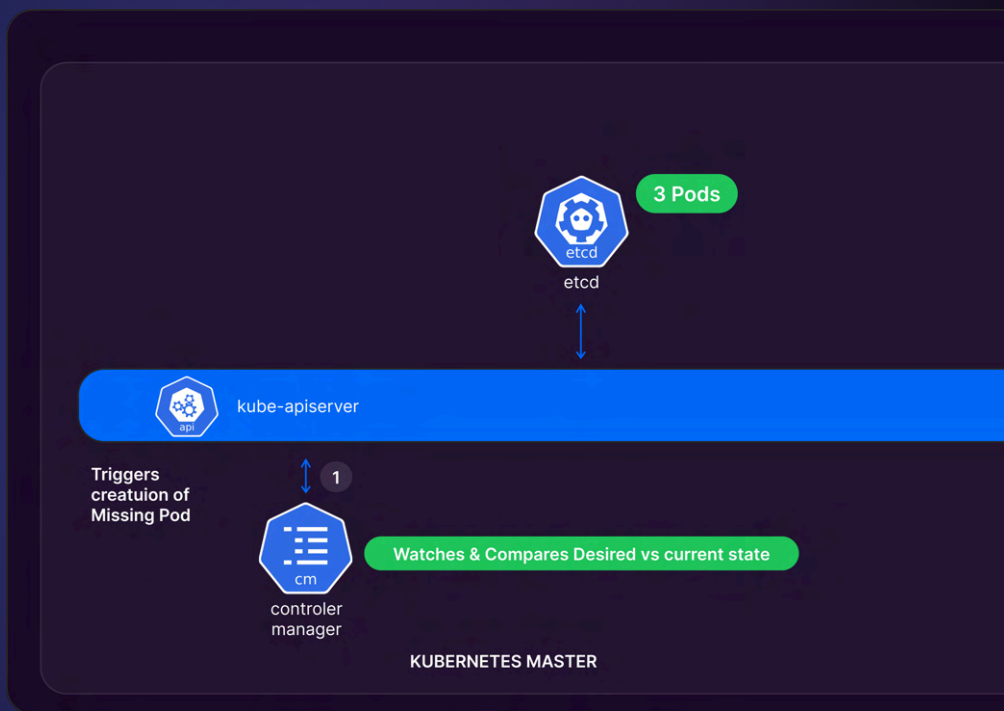 3 Pods
etcd
etcd
api
kube-apiserver
Triggers
creatuion of
Missing Pod
1
cm
Watches & Compares Desired vs current state
controler
manager
KUBERNETES MASTER